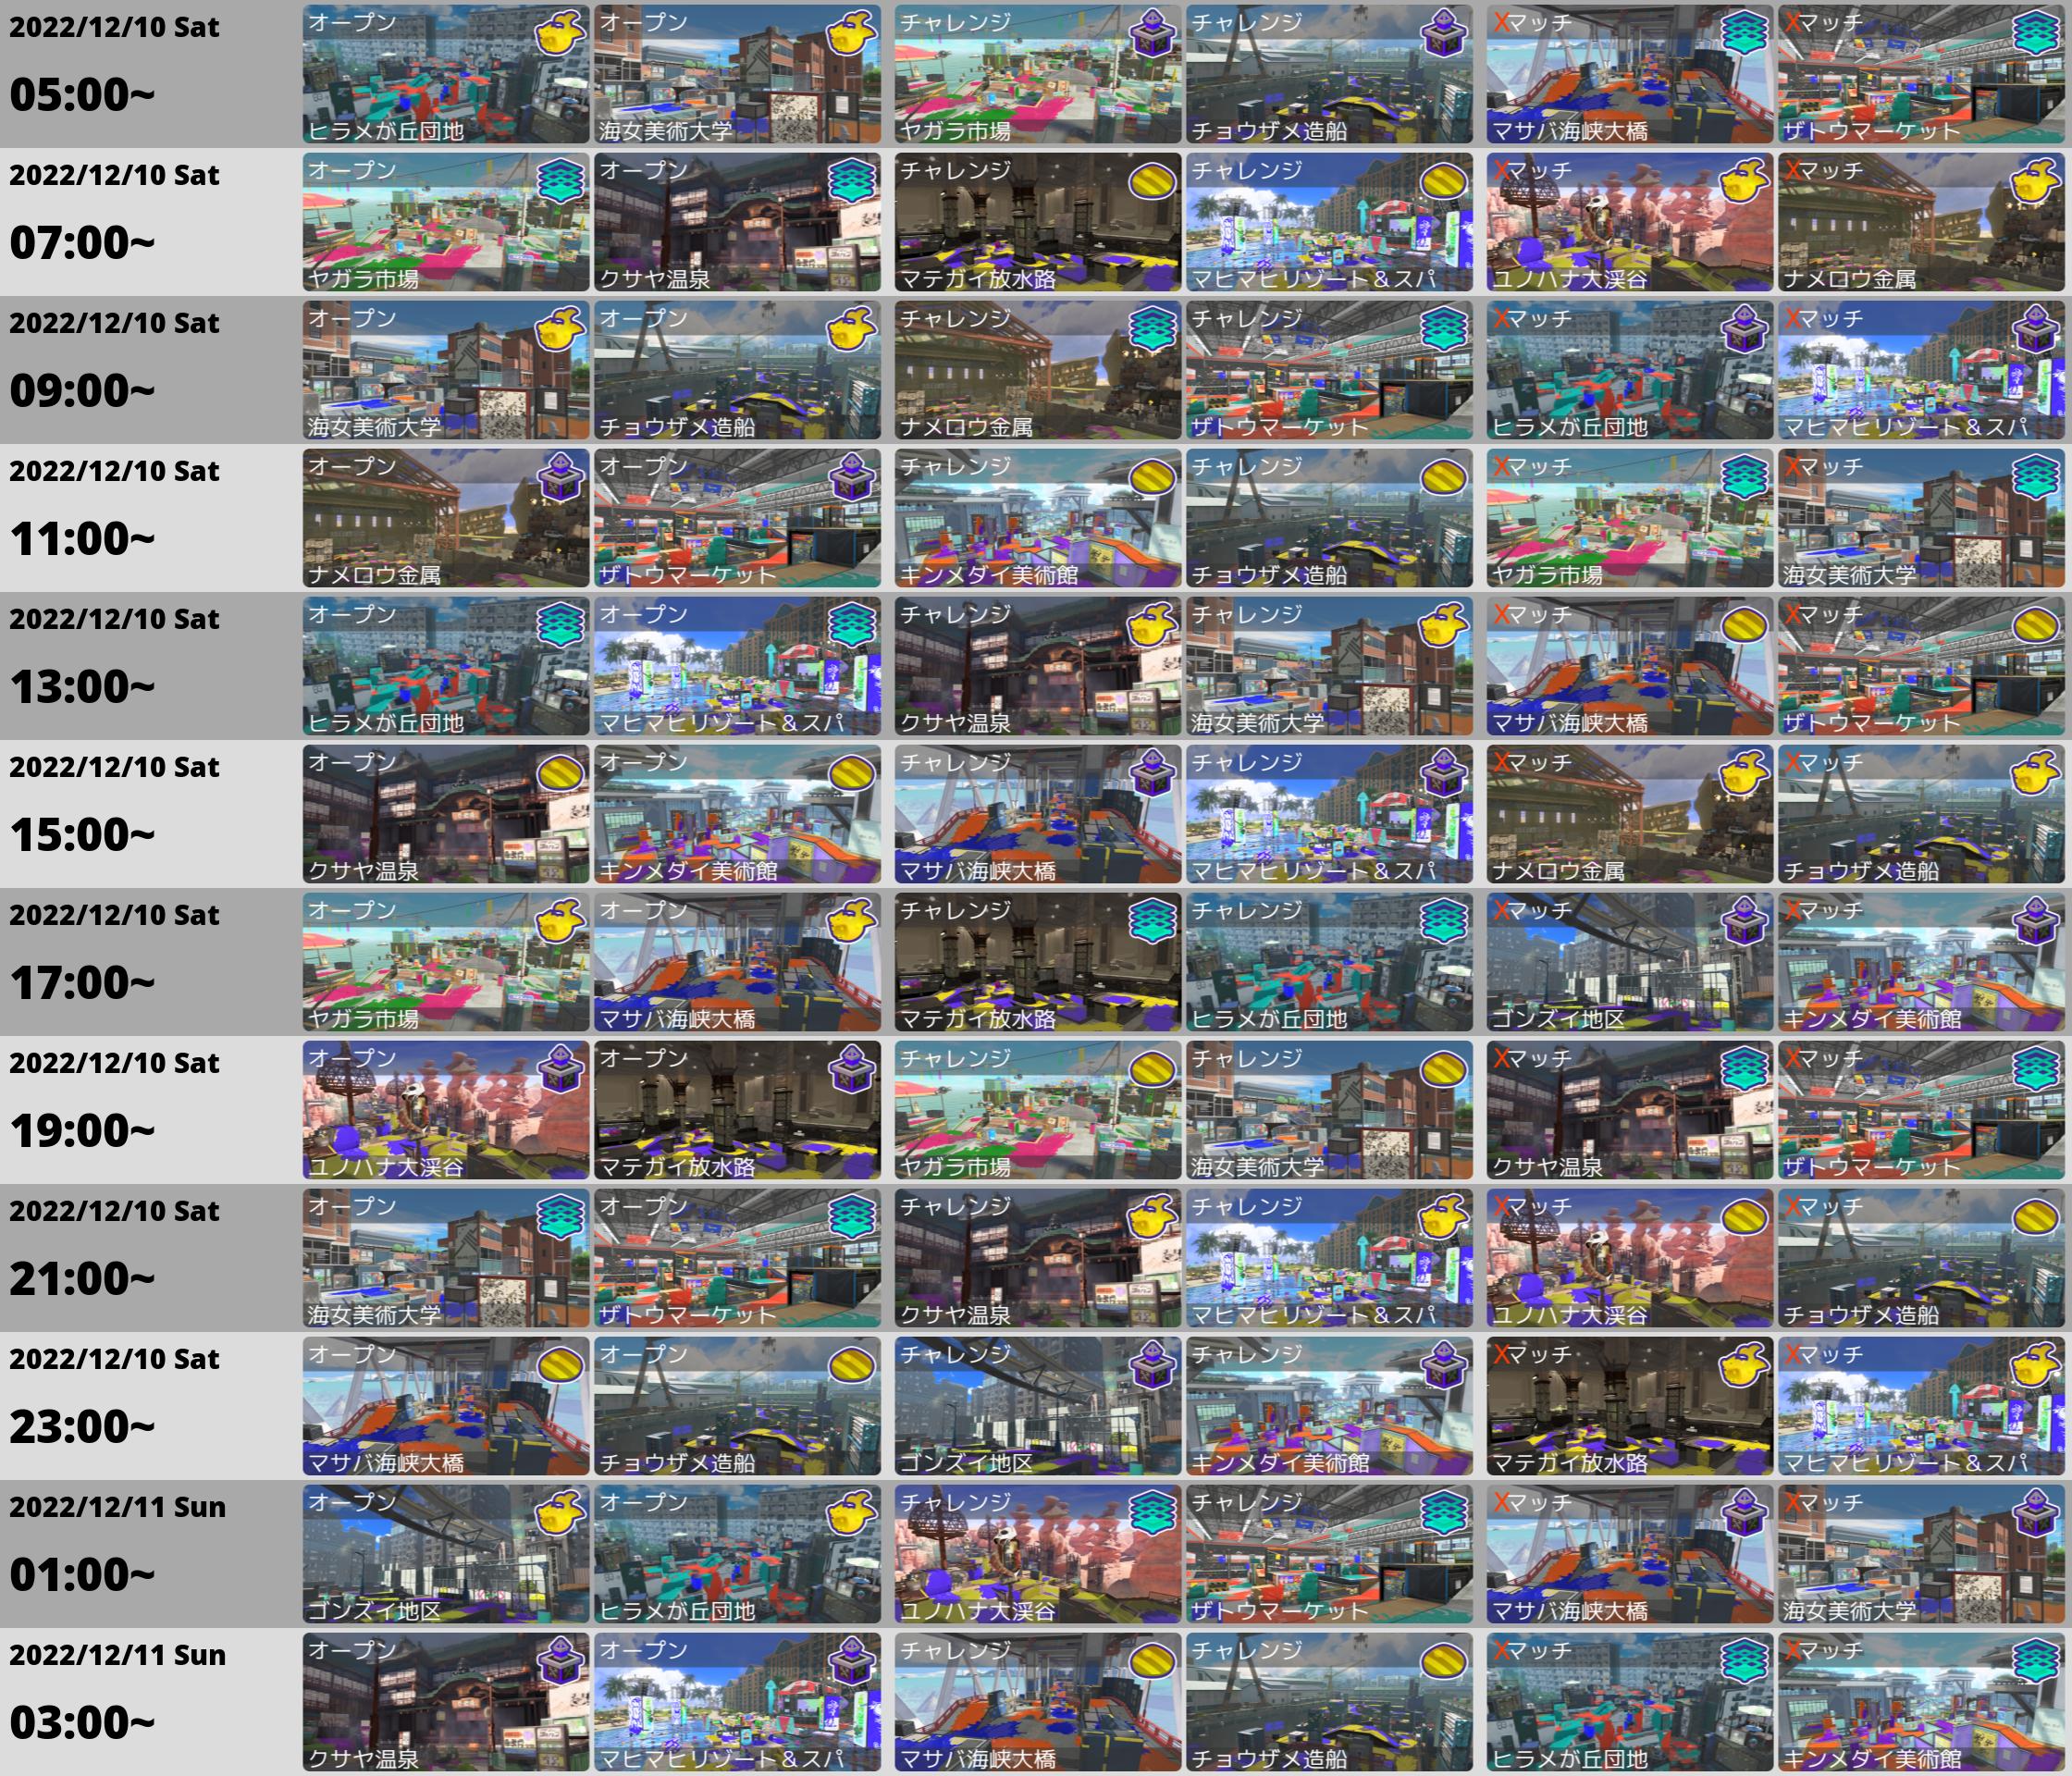 2022/12/10 Sat
05:00~
オープン オープン チャレンジ チャレンジ Xマッチ Xマッチ
ヒラメが丘団地 海女美術大学 ヤガラ市場 チョウザメ造船 マサバ海峡大橋 ザトウマーケット
2022/12/10 Sat
07:00~
オープン オープン チャレンジ チャレンジ Xマッチ Xマッチ
ヤガラ市場 クサヤ温泉 マテガイ放水路 マヒマヒリゾート&スパ ユノハナ大渓谷 ナメロウ金属
2022/12/10 Sat
09:00~
オープン オープン チャレンジ チャレンジ Xマッチ Xマッチ
海女美術大学 チョウザメ造船 ナメロウ金属 ザトウマーケット ヒラメが丘団地 マヒマヒリゾート&スパ
2022/12/10 Sat
11:00~
オープン オープン チャレンジ チャレンジ Xマッチ Xマッチ
ナメロウ金属 ザトウマーケット キンメダイ美術館 チョウザメ造船 ヤガラ市場 海女美術大学
2022/12/10 Sat
13:00~
オープン オープン チャレンジ チャレンジ Xマッチ Xマッチ
ヒラメが丘団地 マヒマヒリゾート&スパ クサヤ温泉 海女美術大学 マサバ海峡大橋 ザトウマーケット
2022/12/10 Sat
15:00~
オープン オープン チャレンジ チャレンジ Xマッチ Xマッチ
クサヤ温泉 キンメダイ美術館 マサバ海峡大橋 マヒマヒリゾート&スパ ナメロウ金属 チョウザメ造船
2022/12/10 Sat
17:00~
オープン オープン チャレンジ チャレンジ Xマッチ Xマッチ
ヤガラ市場 マサバ海峡大橋 マテガイ放水路 ヒラメが丘団地 ゴンズイ地区 キンメダイ美術館
2022/12/10 Sat
19:00~
オープン オープン チャレンジ チャレンジ Xマッチ Xマッチ
ユノハナ大渓谷 マテガイ放水路 ヤガラ市場 海女美術大学 クサヤ温泉 ザトウマーケット
2022/12/10 Sat
21:00~
オープン オープン チャレンジ チャレンジ Xマッチ Xマッチ
海女美術大学 ザトウマーケット クサヤ温泉 マヒマヒリゾート&スパ ユノハナ大渓谷 チョウザメ造船
2022/12/10 Sat
23:00~
オープン オープン チャレンジ チャレンジ Xマッチ Xマッチ
マサバ海峡大橋 チョウザメ造船 ゴンズイ地区 キンメダイ美術館 マテガイ放水路 マヒマヒリゾート&スパ
2022/12/11 Sun
01:00~
オープン オープン チャレンジ チャレンジ Xマッチ Xマッチ
ゴンズイ地区 ヒラメが丘団地 ユノハナ大渓谷 ザトウマーケット マサバ海峡大橋 海女美術大学
2022/12/11 Sun
03:00~
オープン オープン チャレンジ チャレンジ Xマッチ Xマッチ
クサヤ温泉 マヒマヒリゾート&スパ マサバ海峡大橋 チョウザメ造船 ヒラメが丘団地 キンメダイ美術館